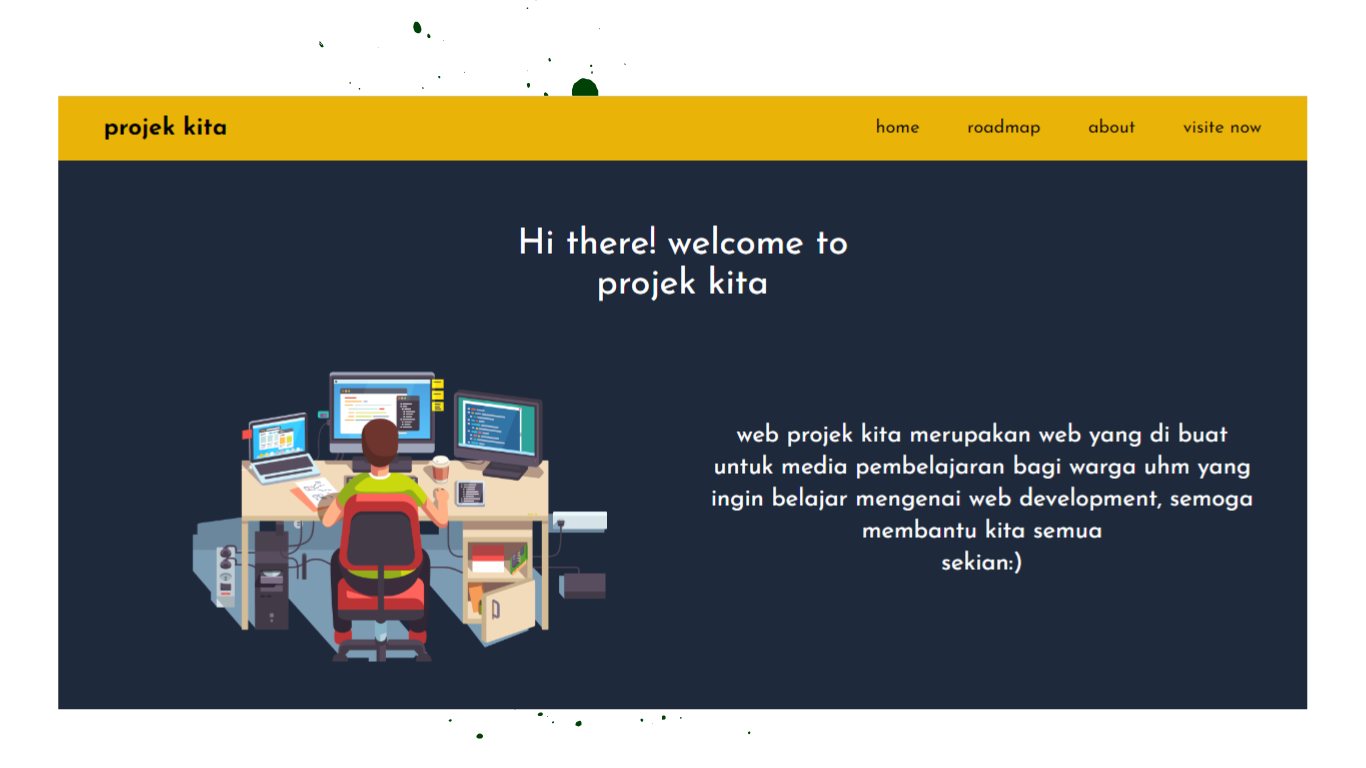 projek kita
home
roadmap
about
visite now
Hi there! welcome to
projek kita
web projek kita merupakan web yang di buat
untuk media pembelajaran bagi warga uhm yang
ingin belajar mengenai web development, semoga
membantu kita semua
sekian:)